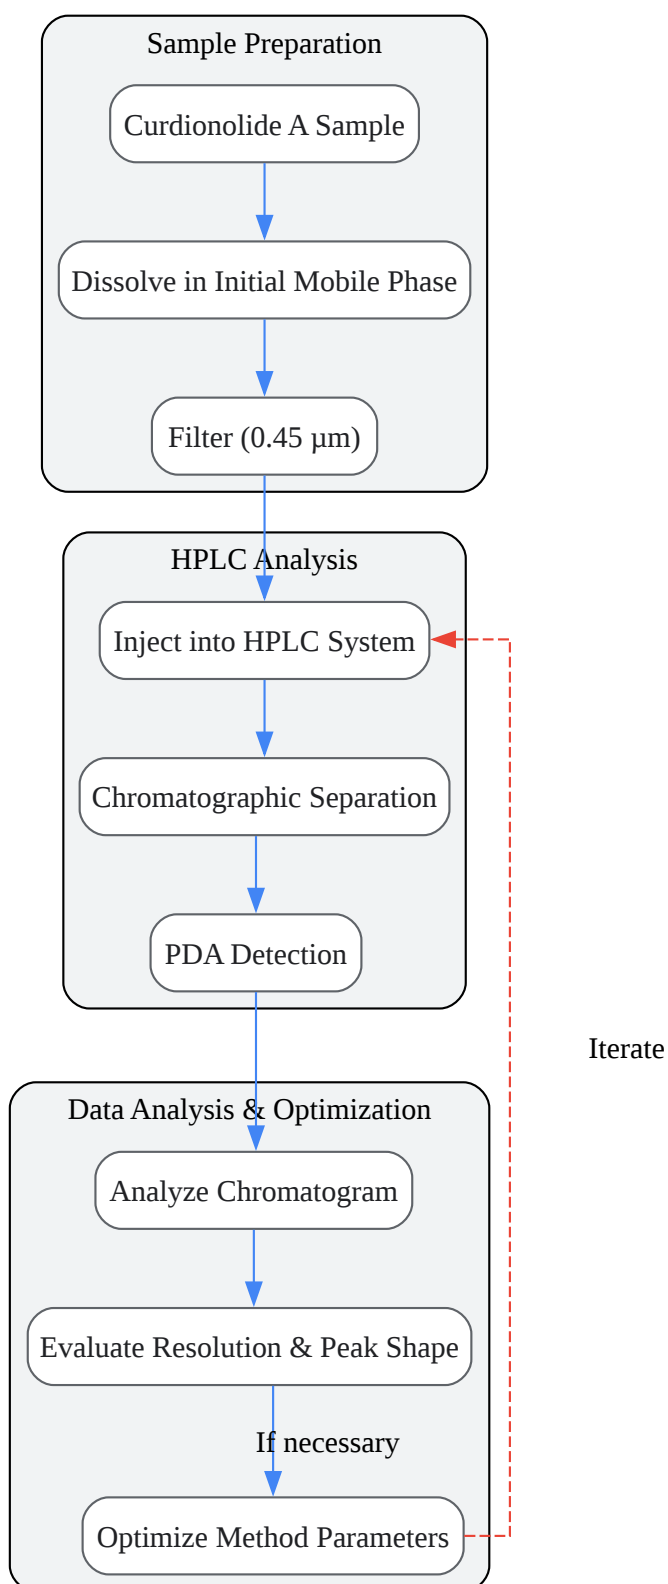 Sample Preparation
Curdionolide A Sample
Dissolve in Initial Mobile Phase
Filter (0.45 µm)
HPLC Analysis
Inject into HPLC System
Chromatographic Separation
PDA Detection
Iterate
Data Analysis & Optimization
Analyze Chromatogram
Evaluate Resolution & Peak Shape
If necessary
Optimize Method Parameters